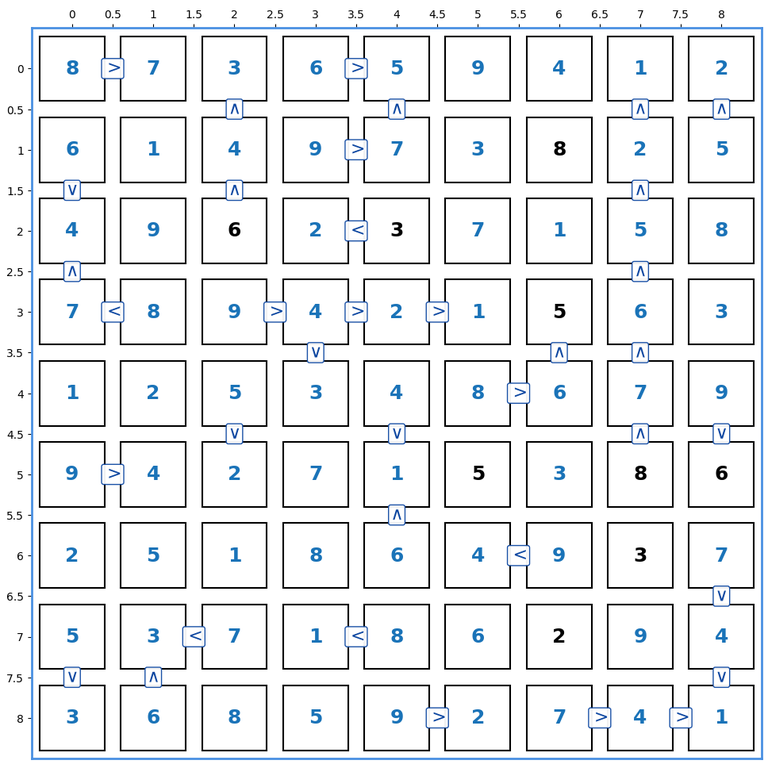 0 0.5 1 1.5 2 2.5 3 3.5 4 4.5 5 5.5 6 6.5 7 7.5 8
0 8 > 7 3 6 > 5 9 4 1 2
0.5 ∧ ∧ ∧ ∧
1 6 1 4 9 > 7 3 8 2 5
1.5 ∨ ∧ ∧
2 4 9 6 2 < 3 7 1 5 8
2.5 ∧ ∧
3 7 < 8 9 > 4 > 2 > 1 5 6 3
3.5 ∨ ∧ ∧
4 1 2 5 3 4 8 > 6 7 9
4.5 ∨ ∨ ∧ ∨
5 9 > 4 2 7 1 5 3 8 6
5.5 ∧
6 2 5 1 8 6 4 < 9 3 7
6.5 ∨
7 5 3 < 7 1 < 8 6 2 9 4
7.5 ∨ ∧ ∨
8 3 6 8 5 9 > 2 7 > 4 > 1